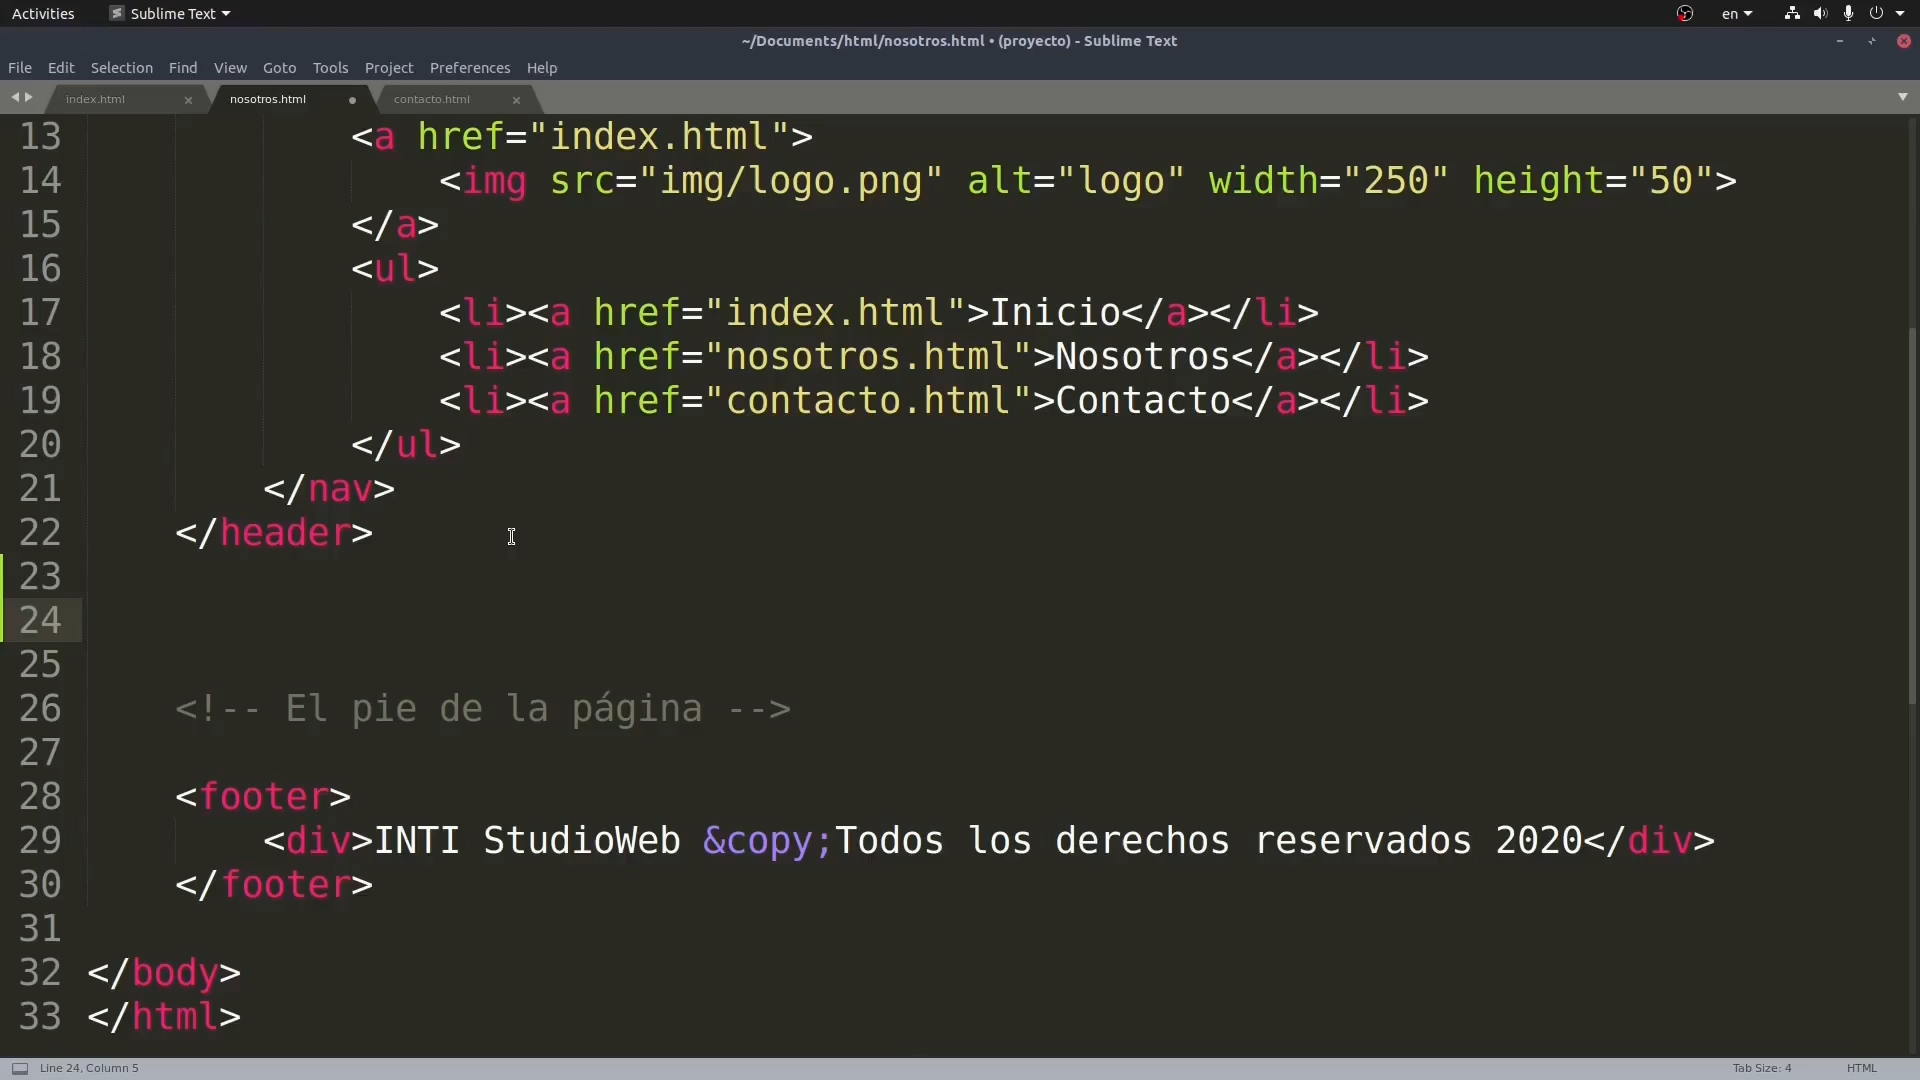 Activities Sublime Text en
~/Documents/html/nosotros.html • (proyecto) - Sublime Text
File Edit Selection Find View Goto Tools Project Preferences Help
index.html nosotros.html contacto.html
13 <a href="index.html">
14 <img src="img/logo.png" alt="logo" width="250" height="50">
15 </a>
16 <ul>
17 <li><a href="index.html">Inicio</a></li>
18 <li><a href="nosotros.html">Nosotros</a></li>
19 <li><a href="contacto.html">Contacto</a></li>
20 </ul>
21 </nav>
22 </header>
23
24
25
26 <!-- El pie de la página -->
27
28 <footer>
29 <div>INTI StudioWeb &copy;Todos los derechos reservados 2020</div>
30 </footer>
31
32 </body>
33 </html>
Line 24, Column 5 Tab Size: 4 HTML